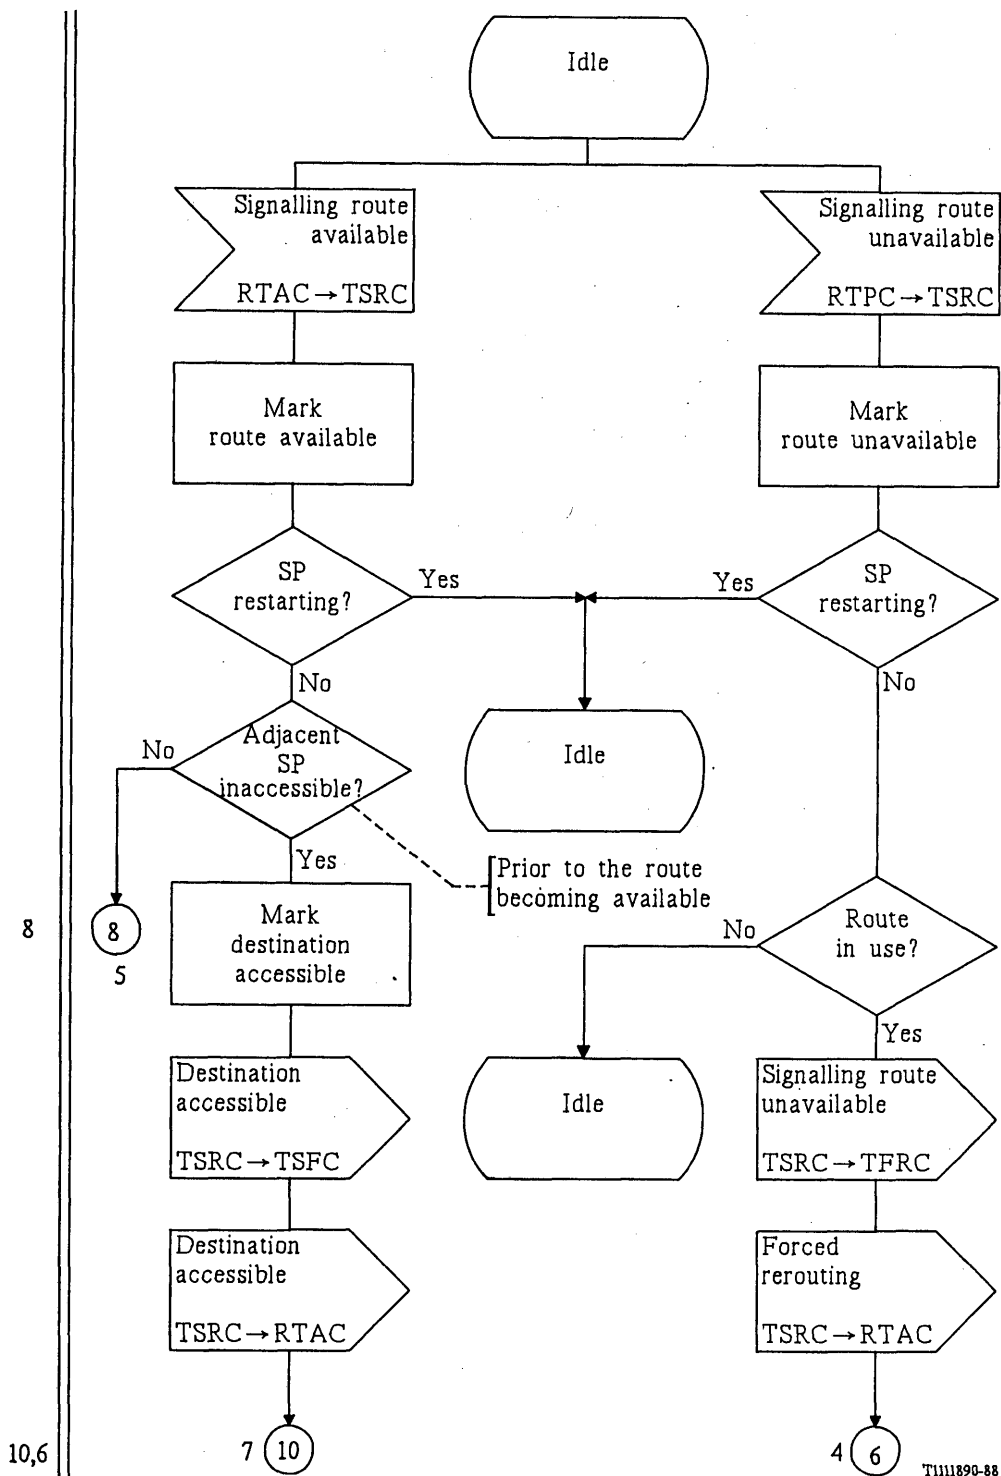 Idle
Signalling route
available
RTAC → TSRC
Signalling route
unavailable
RTPC → TSRC
Mark
route available
Mark
route unavailable
SP
restarting?
Yes
Yes
SP
restarting?
No
No
Adjacent
SP
inaccessible?
No
Idle
Yes
Prior to the route
becoming available
8
8
5
Mark
destination
accessible
No
Route
in use?
Yes
Destination
accessible
TSRC → TSFC
Idle
Signalling route
unavailable
TSRC → TFRC
Destination
accessible
TSRC → RTAC
Forced
rerouting
TSRC → RTAC
10,6
7
10
4
6
T1111890-88